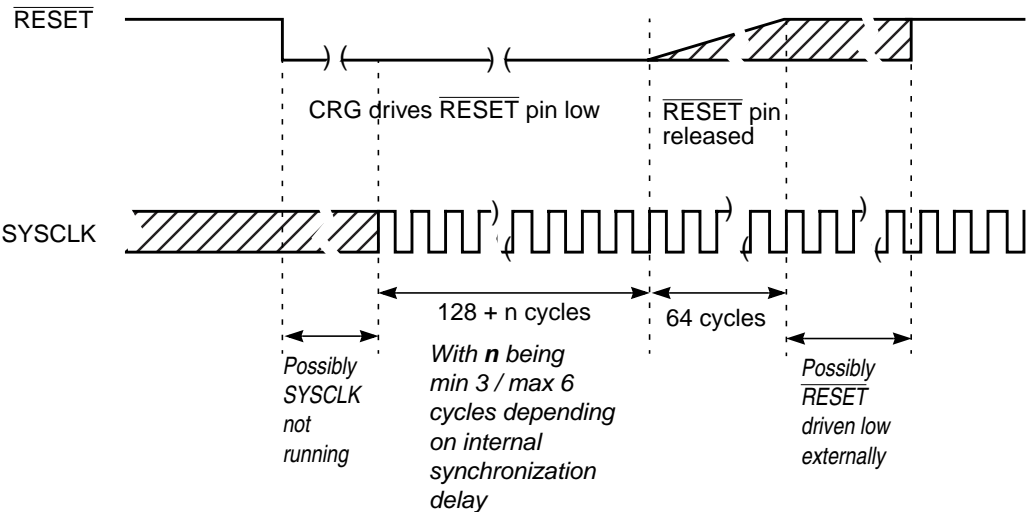 RESET
CRG drives RESET pin low
RESET pin
released
SYSCLK
128 + n cycles
64 cycles
Possibly
SYSCLK
not
running
With n being
min 3 / max 6
cycles depending
on internal
synchronization
delay
Possibly
RESET
driven low
externally